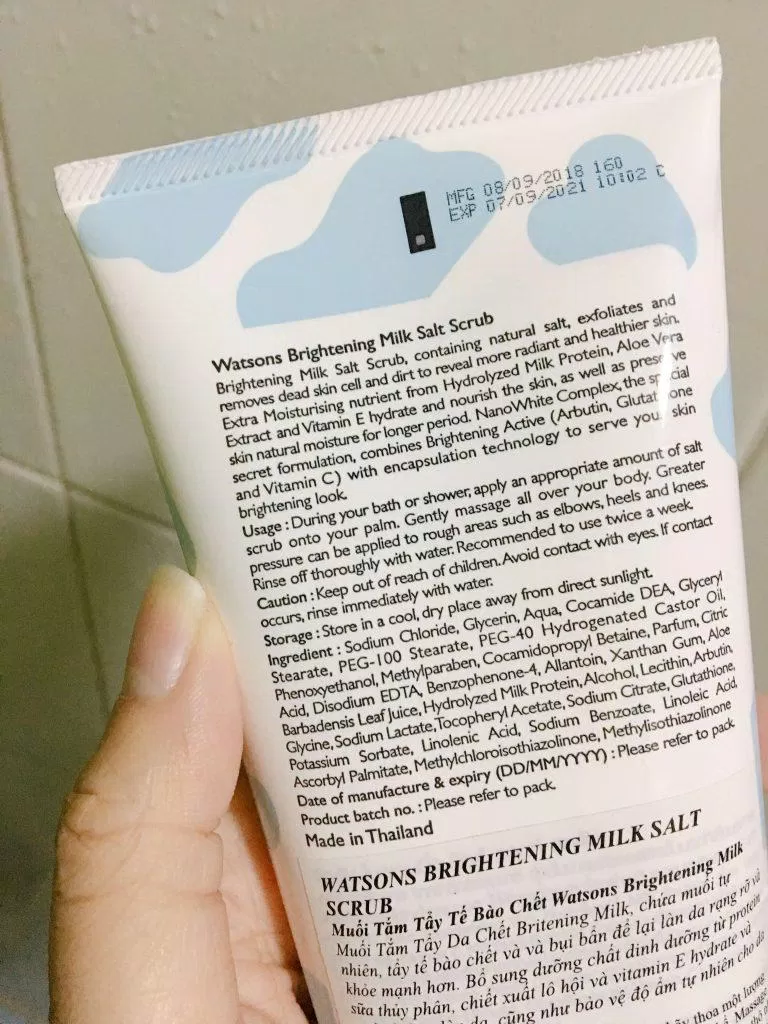 MFG 08/09/2018 160
EXP 07/09/2021 10:02 C
Watsons Brightening Milk Salt Scrub
Brightening Milk Salt Scrub, containing natural salt, exfoliates and
removes dead skin cell and dirt to reveal more radiant and healthier skin.
Extra Moisturising nutrient from Hydrolyzed Milk Protein, Aloe Vera
Extract and Vitamin E hydrate and nourish the skin, as well as preserve
skin natural moisture for longer period. NanoWhite Complex, the special
secret formulation, combines Brightening Active (Arbutin, Glutathione
and Vitamin C) with encapsulation technology to serve your skin
brightening look.
Usage : During your bath or shower, apply an appropriate amount of salt
scrub onto your palm. Gently massage all over your body. Greater
pressure can be applied to rough areas such as elbows, heels and knees.
Rinse off thoroughly with water. Recommended to use twice a week.
Caution : Keep out of reach of children. Avoid contact with eyes. If contact
occurs, rinse immediately with water.
Storage : Store in a cool, dry place away from direct sunlight.
Ingredient : Sodium Chloride, Glycerin, Aqua, Cocamide DEA, Glyceryl
Stearate, PEG-100 Stearate, PEG-40 Hydrogenated Castor Oil,
Phenoxyethanol, Methylparaben, Cocamidopropyl Betaine, Parfum, Citric
Acid, Disodium EDTA, Benzophenone-4, Allantoin, Xanthan Gum, Aloe
Barbadensis Leaf Juice, Hydrolyzed Milk Protein, Alcohol, Lecithin, Arbutin,
Glycine, Sodium Lactate, Tocopheryl Acetate, Sodium Citrate, Glutathione,
Potassium Sorbate, Linolenic Acid, Sodium Benzoate, Linoleic Acid,
Ascorbyl Palmitate, Methylchloroisothiazolinone, Methylisothiazolinone
Date of manufacture & expiry (DD/MM/YYYY) : Please refer to pack.
Product batch no. : Please refer to pack.
Made in Thailand
WATSONS BRIGHTENING MILK SALT
SCRUB
Muối Tắm Tẩy Tế Bào Chết Watsons Brightening Milk
Muối Tắm Tẩy Da Chết Britening Milk, chứa muối tự
nhiên, tẩy tế bào chết và và bụi bẩn để lại làn da rạng rỡ và
khỏe mạnh hơn. Bổ sung dưỡng chất dinh dưỡng từ protein
sữa thủy phân, chiết xuất lô hội và vitamin E hydrate và
da, cũng như bảo vệ độ ẩm tự nhiên cho da
thoa một lượng
Massage